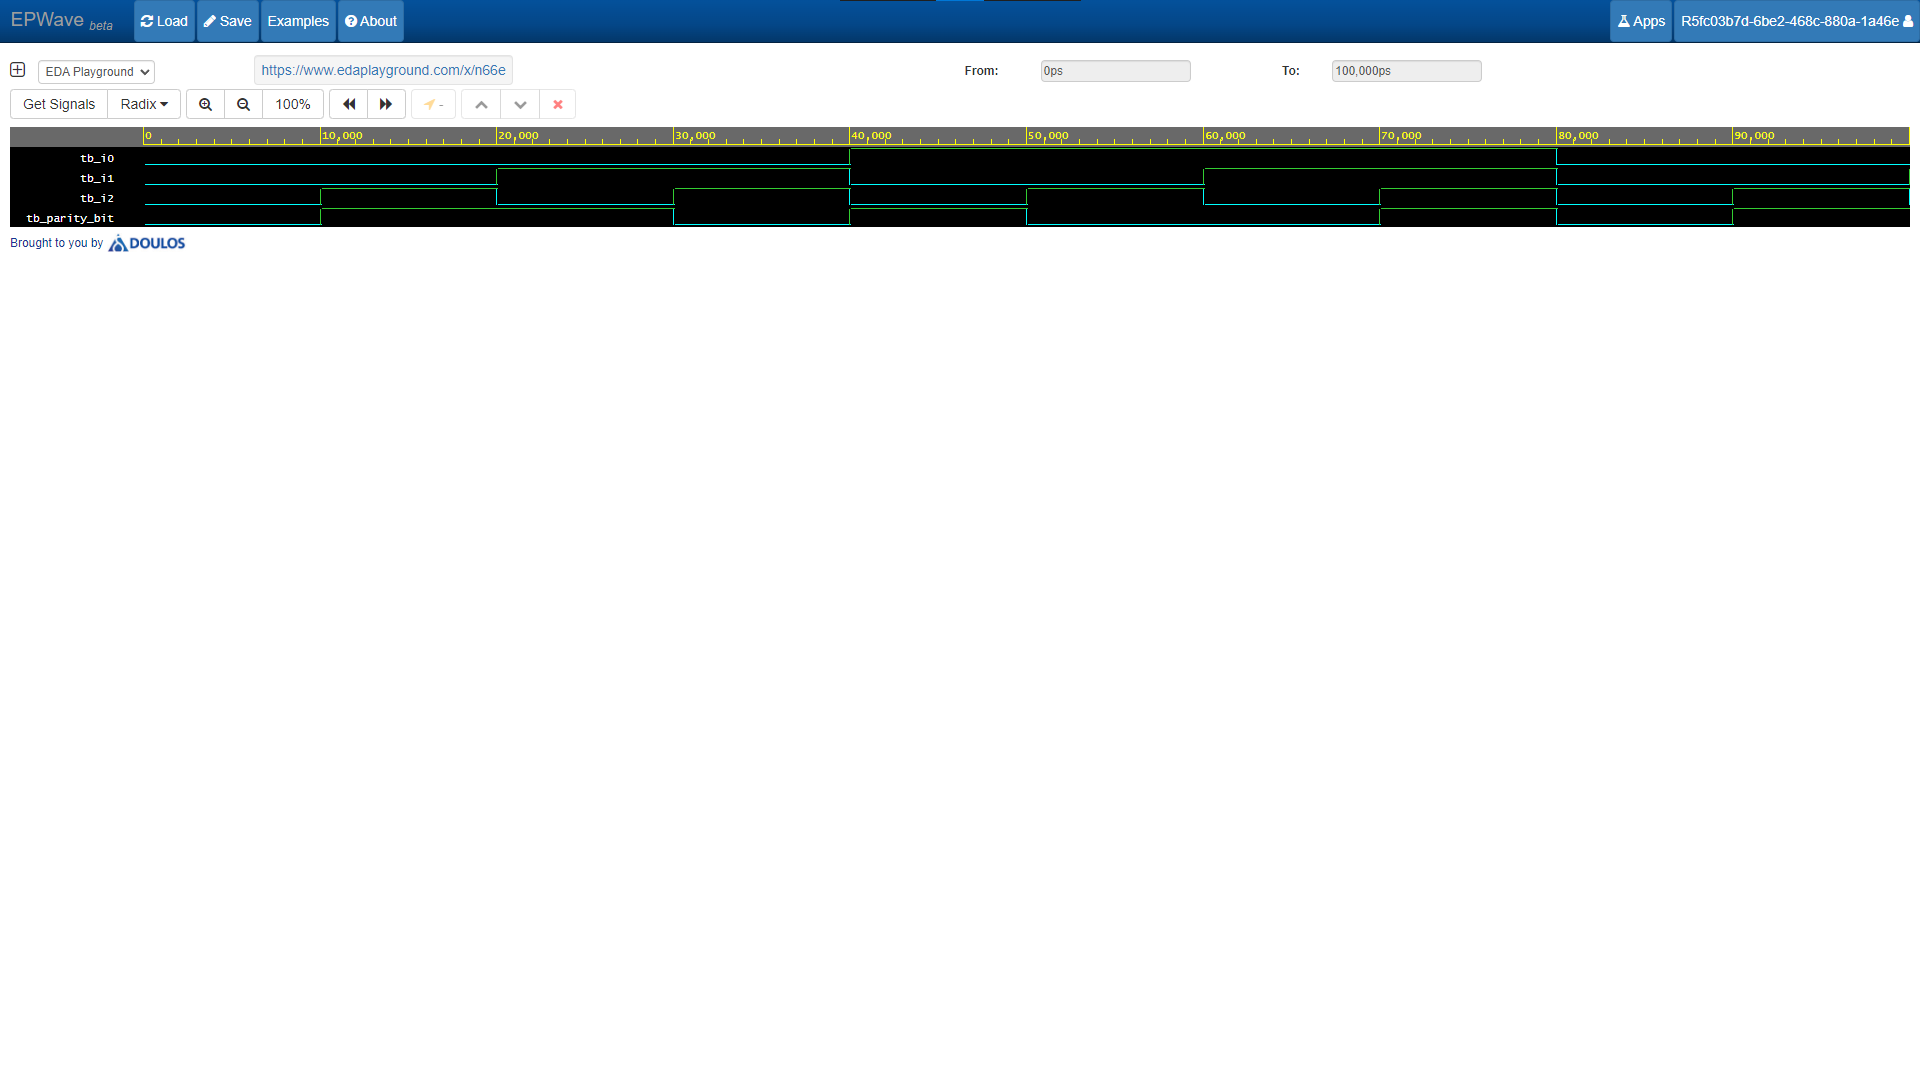 EPWave beta Load Save Examples About Apps R5fc03b7d-6be2-468c-880a-1a46e
EDA Playground https://www.edaplayground.com/x/n66e From: 0ps To: 100,000ps
Get Signals Radix 100% -
0 10,000 20,000 30,000 40,000 50,000 60,000 70,000 80,000 90,000
tb_i0
tb_i1
tb_i2
tb_parity_bit
Brought to you by DOULOS